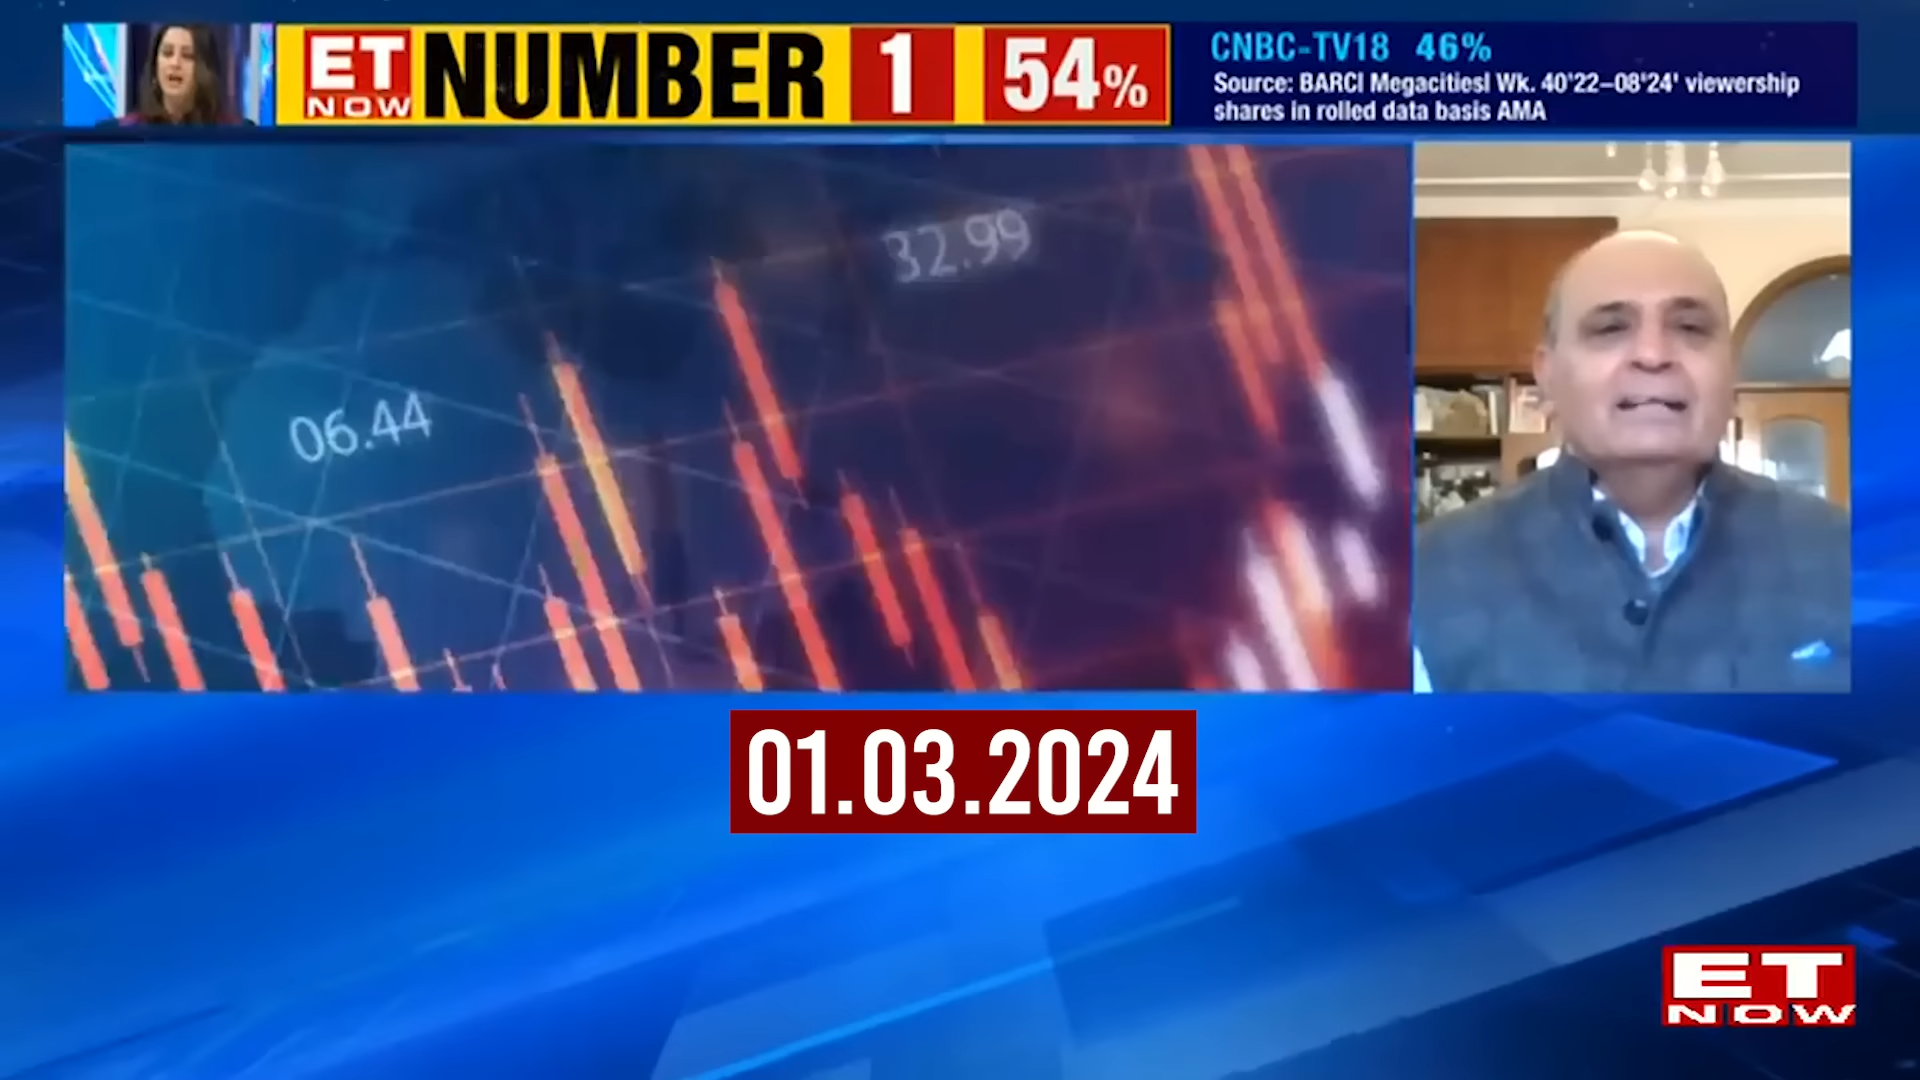 ET
NOW
NUMBER 1 54%
CNBC-TV18 46%
Source: BARCI Megacities| Wk. 40'22–08'24' viewership
shares in rolled data basis AMA
32.99
06.44
01.03.2024
ET
NOW